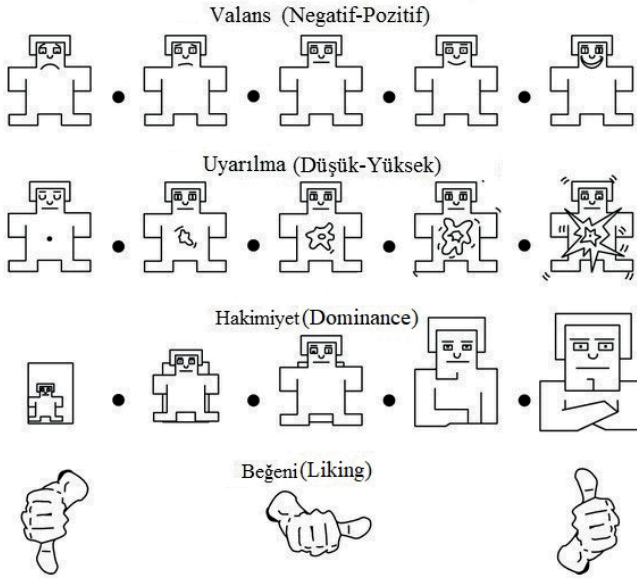 Valans (Negatif-Pozitif)
Uyarılma (Düşük-Yüksek)
Hakimiyet (Dominance)
Beğeni (Liking)